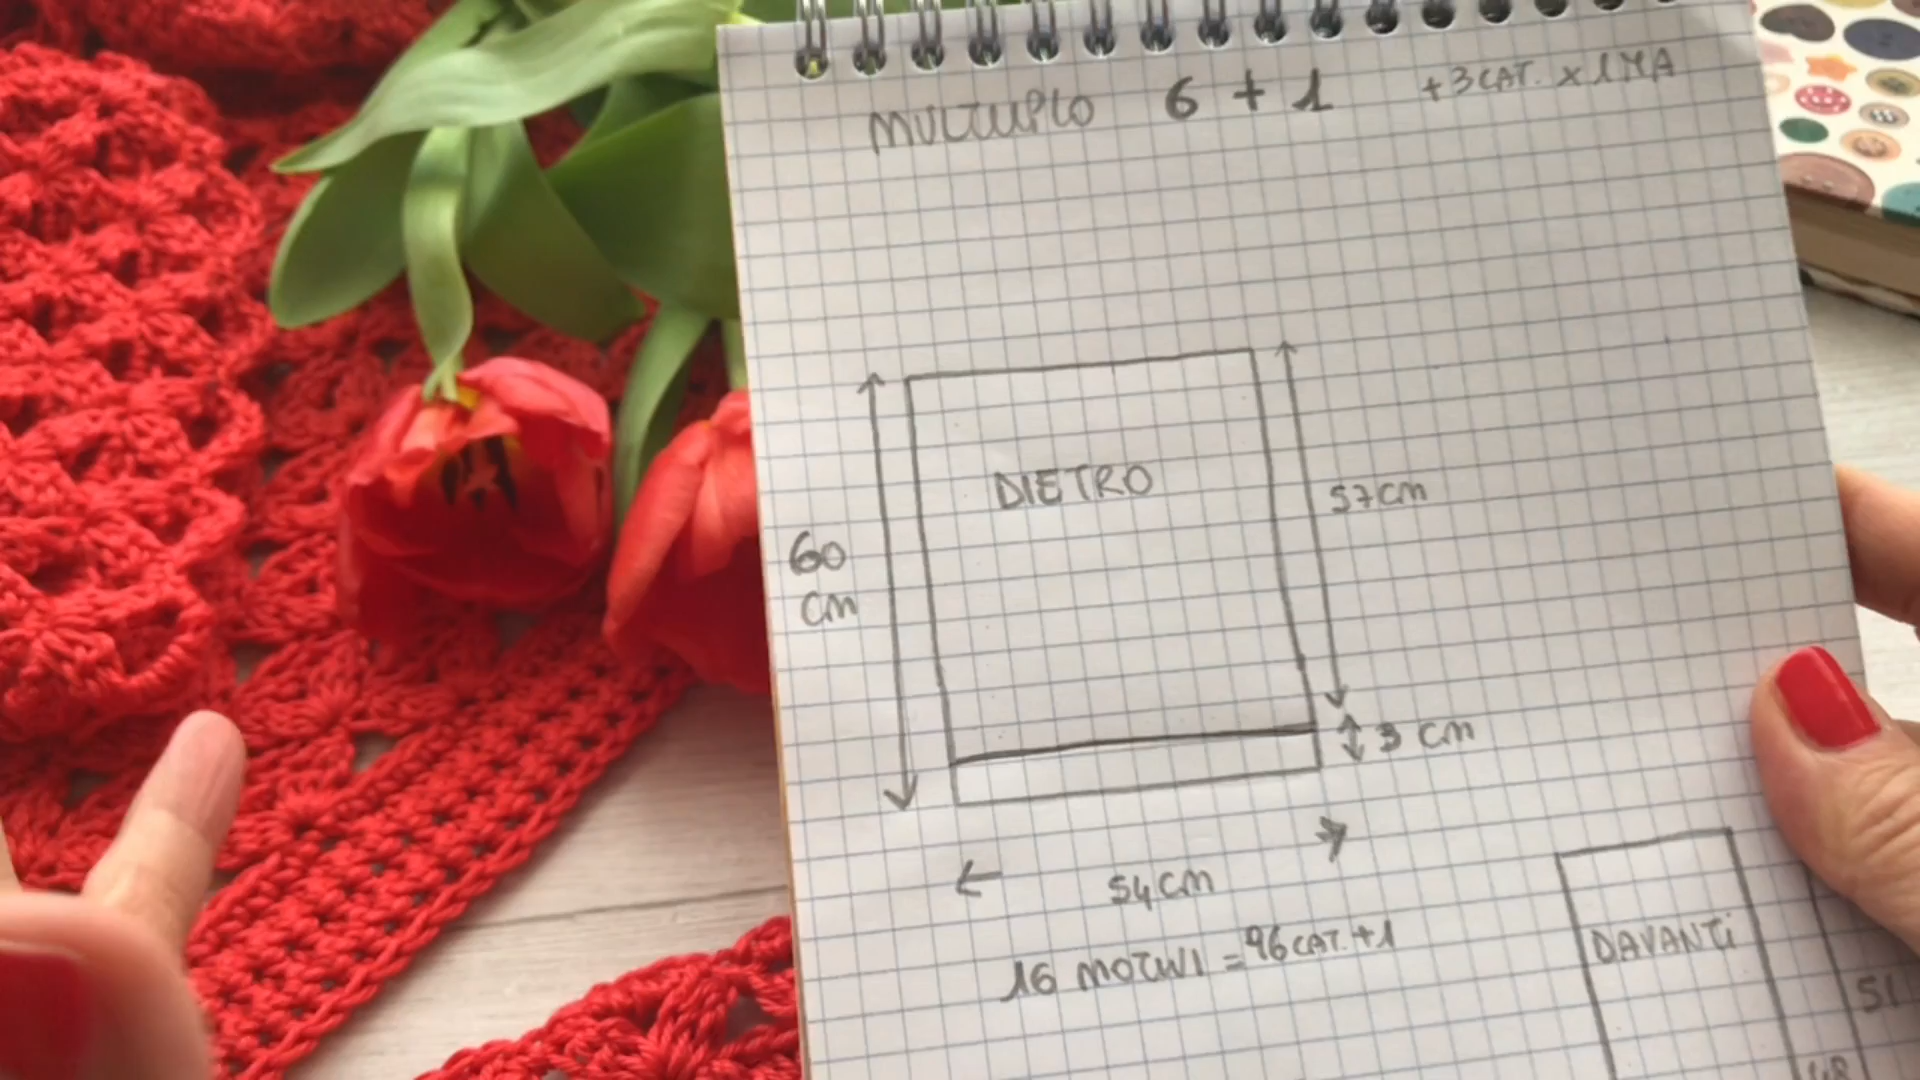 MULTIPLO 6 + 1 +3 CAT. x 1 MA
DIETRO
57 cm
60
cm
3 cm
54 cm
16 MOTIVI = 96 CAT. + 1
DAVANTI